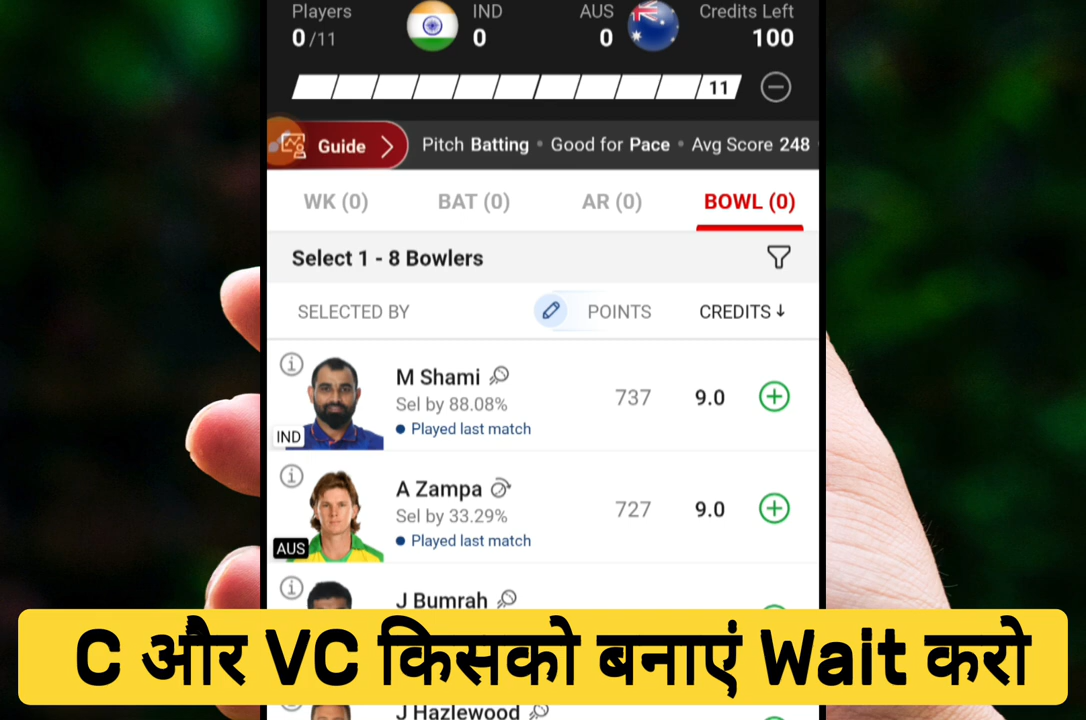 Players IND AUS Credits Left
0/11 0 0 100
11
Guide Pitch Batting • Good for Pace • Avg Score 248
WK (0) BAT (0) AR (0) BOWL (0)
Select 1 - 8 Bowlers
SELECTED BY POINTS CREDITS↓
M Shami
Sel by 88.08% 737 9.0
Played last match
IND
A Zampa
Sel by 33.29% 727 9.0
Played last match
AUS
J Bumrah
C और VC किसको बनाएं Wait करो
J Hazlewood